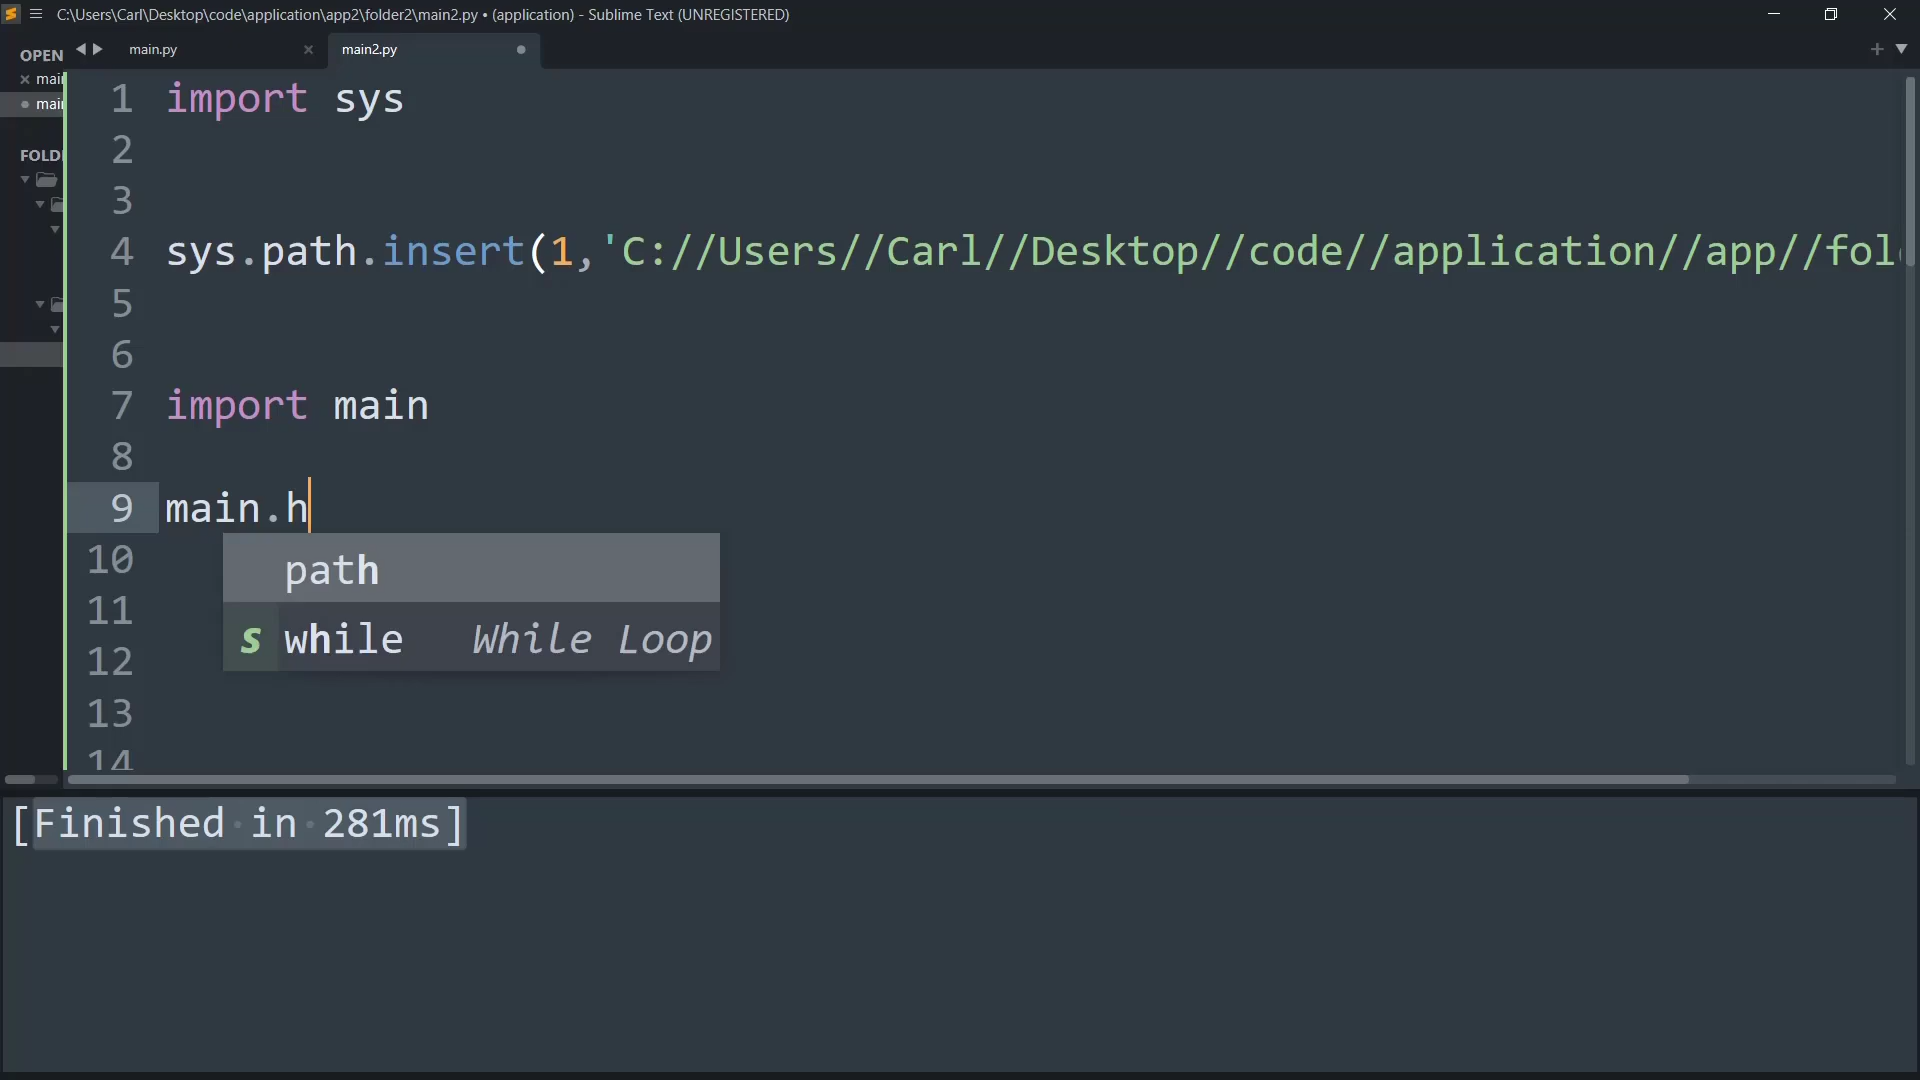 C:\Users\Carl\Desktop\code\application\app2\folder2\main2.py • (application) - Sublime Text (UNREGISTERED)
OPEN
main.py
main2.py
1 import sys
2
3
4 sys.path.insert(1,'C://Users//Carl//Desktop//code//application//app//fol
5
6
7 import main
8
9 main.h
path
s while While Loop
10
11
12
13
14
FOLD
[Finished in 281ms]